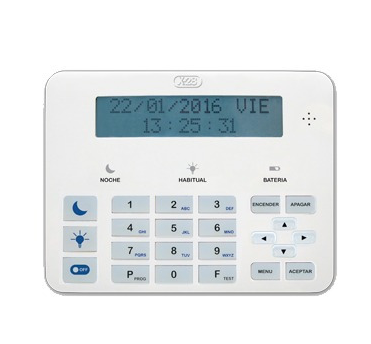 X-28
22/01/2016 VIE
13:25:31
NOCHE HABITUAL BATERIA
1 2 ABC 3 DEF ENCENDER APAGAR
4 GHI 5 JKL 6 MNO
OFF 7 PQRS 8 TUV 9 WXYZ
P PROG 0 F TEST MENU ACEPTAR